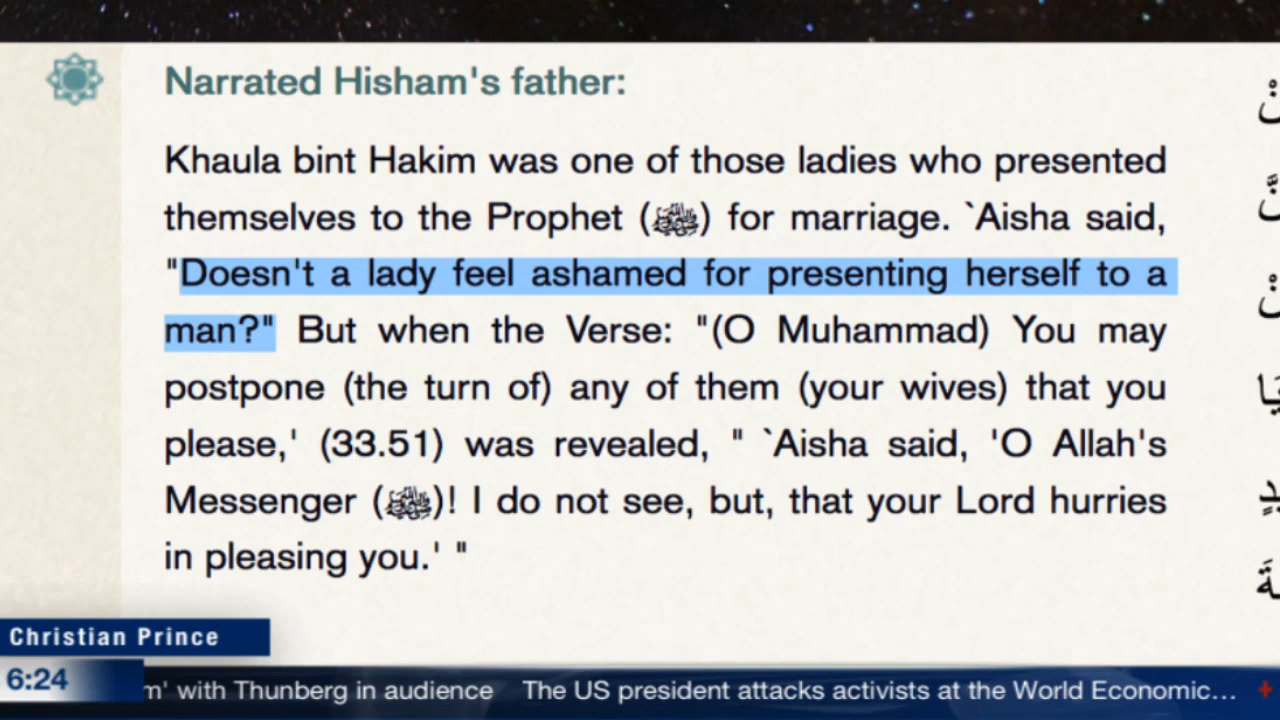 Narrated Hisham's father:
Khaula bint Hakim was one of those ladies who presented
themselves to the Prophet (ﷺ) for marriage. `Aisha said,
"Doesn't a lady feel ashamed for presenting herself to a
man?" But when the Verse: "(O Muhammad) You may
postpone (the turn of) any of them (your wives) that you
please,' (33.51) was revealed, " `Aisha said, 'O Allah's
Messenger (ﷺ)! I do not see, but, that your Lord hurries
in pleasing you.' "
Christian Prince
6:24
m' with Thunberg in audience The US president attacks activists at the World Economic...